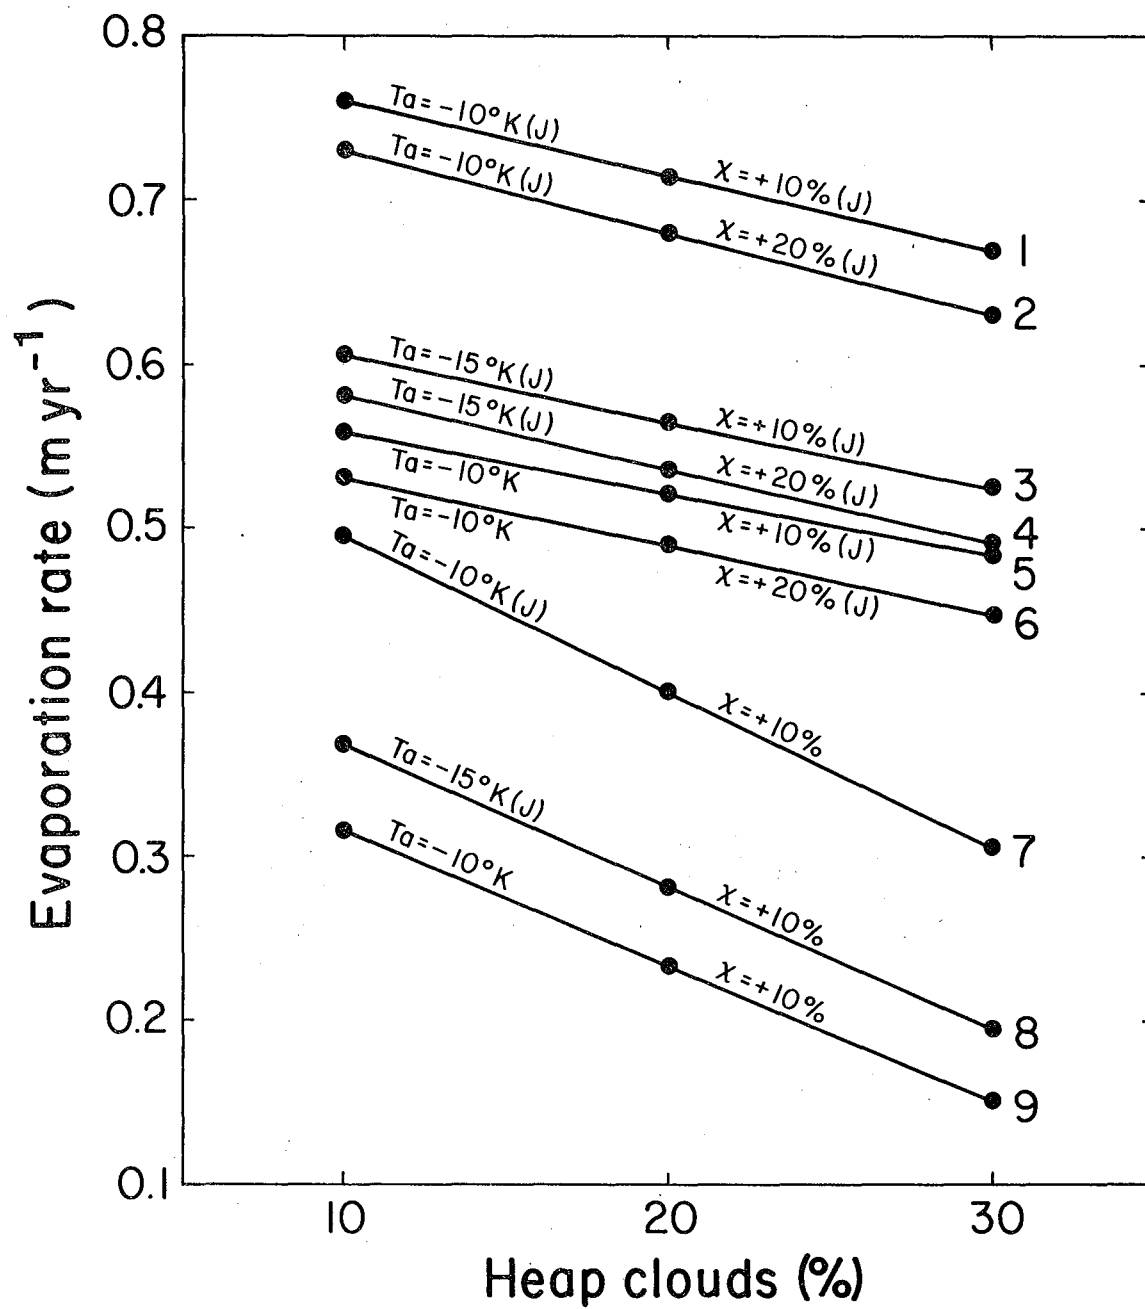 Evaporation rate (m yr⁻¹)
0.8
0.7
0.6
0.5
0.4
0.3
0.2
0.1
Ta=-10°K(J) χ=+10%(J) 1
Ta=-10°K(J) χ=+20%(J) 2
Ta=-15°K(J) χ=+10%(J) 3
Ta=-15°K(J) χ=+20%(J) 4
Ta=-10°K χ=+10%(J) 5
Ta=-10°K χ=+20%(J) 6
Ta=-10°K(J) χ=+10% 7
Ta=-15°K(J) χ=+10% 8
Ta=-10°K χ=+10% 9
10 20 30
Heap clouds (%)